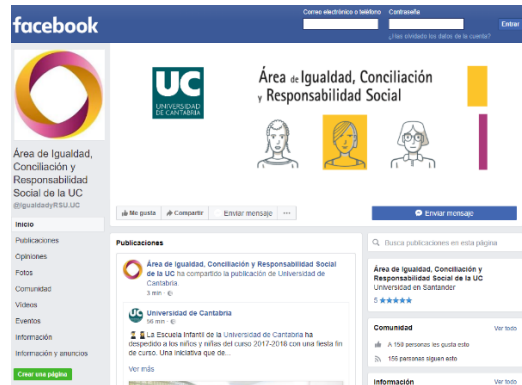 facebook
Correo electrónico o teléfono
Contraseña
Entrar
¿Has olvidado los datos de la cuenta?
UC
UNIVERSIDAD
DE CANTABRIA
Área de Igualdad, Conciliación
y Responsabilidad Social
Área de Igualdad,
Conciliación y
Responsabilidad
Social de la UC
@IgualdadyRSU.UC
Inicio
Publicaciones
Opiniones
Fotos
Comunidad
Vídeos
Eventos
Información
Información y anuncios
Crear una página
Me gusta
Compartir
Enviar mensaje
Enviar mensaje
Publicaciones
Área de Igualdad, Conciliación y Responsabilidad Social
de la UC ha compartido la publicación de Universidad de
Cantabria.
3 min ·
UC
Universidad de Cantabria
56 min ·
La Escuela Infantil de la Universidad de Cantabria ha
despedido a los niños y niñas del curso 2017-2018 con una fiesta fin
de curso. Una iniciativa que de...
Ver más
Busca publicaciones en esta página
Área de Igualdad, Conciliación y
Responsabilidad Social de la UC
Universidad en Santander
5 ★★★★★
Comunidad
Ver todo
A 158 personas les gusta esto
156 personas siguen esto
Información
Ver todo